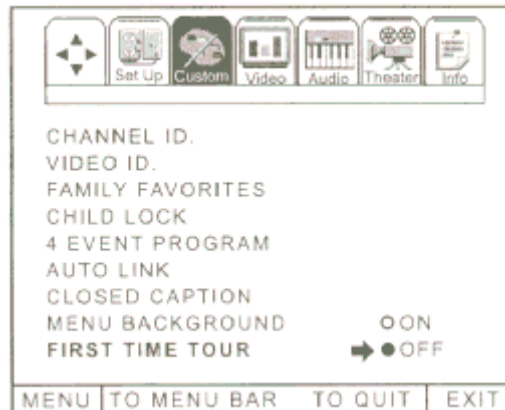 Set Up Custom Video Audio Theater Info
CHANNEL ID.
VIDEO ID.
FAMILY FAVORITES
CHILD LOCK
4 EVENT PROGRAM
AUTO LINK
CLOSED CAPTION
MENU BACKGROUND ON
FIRST TIME TOUR OFF
MENU TO MENU BAR TO QUIT EXIT